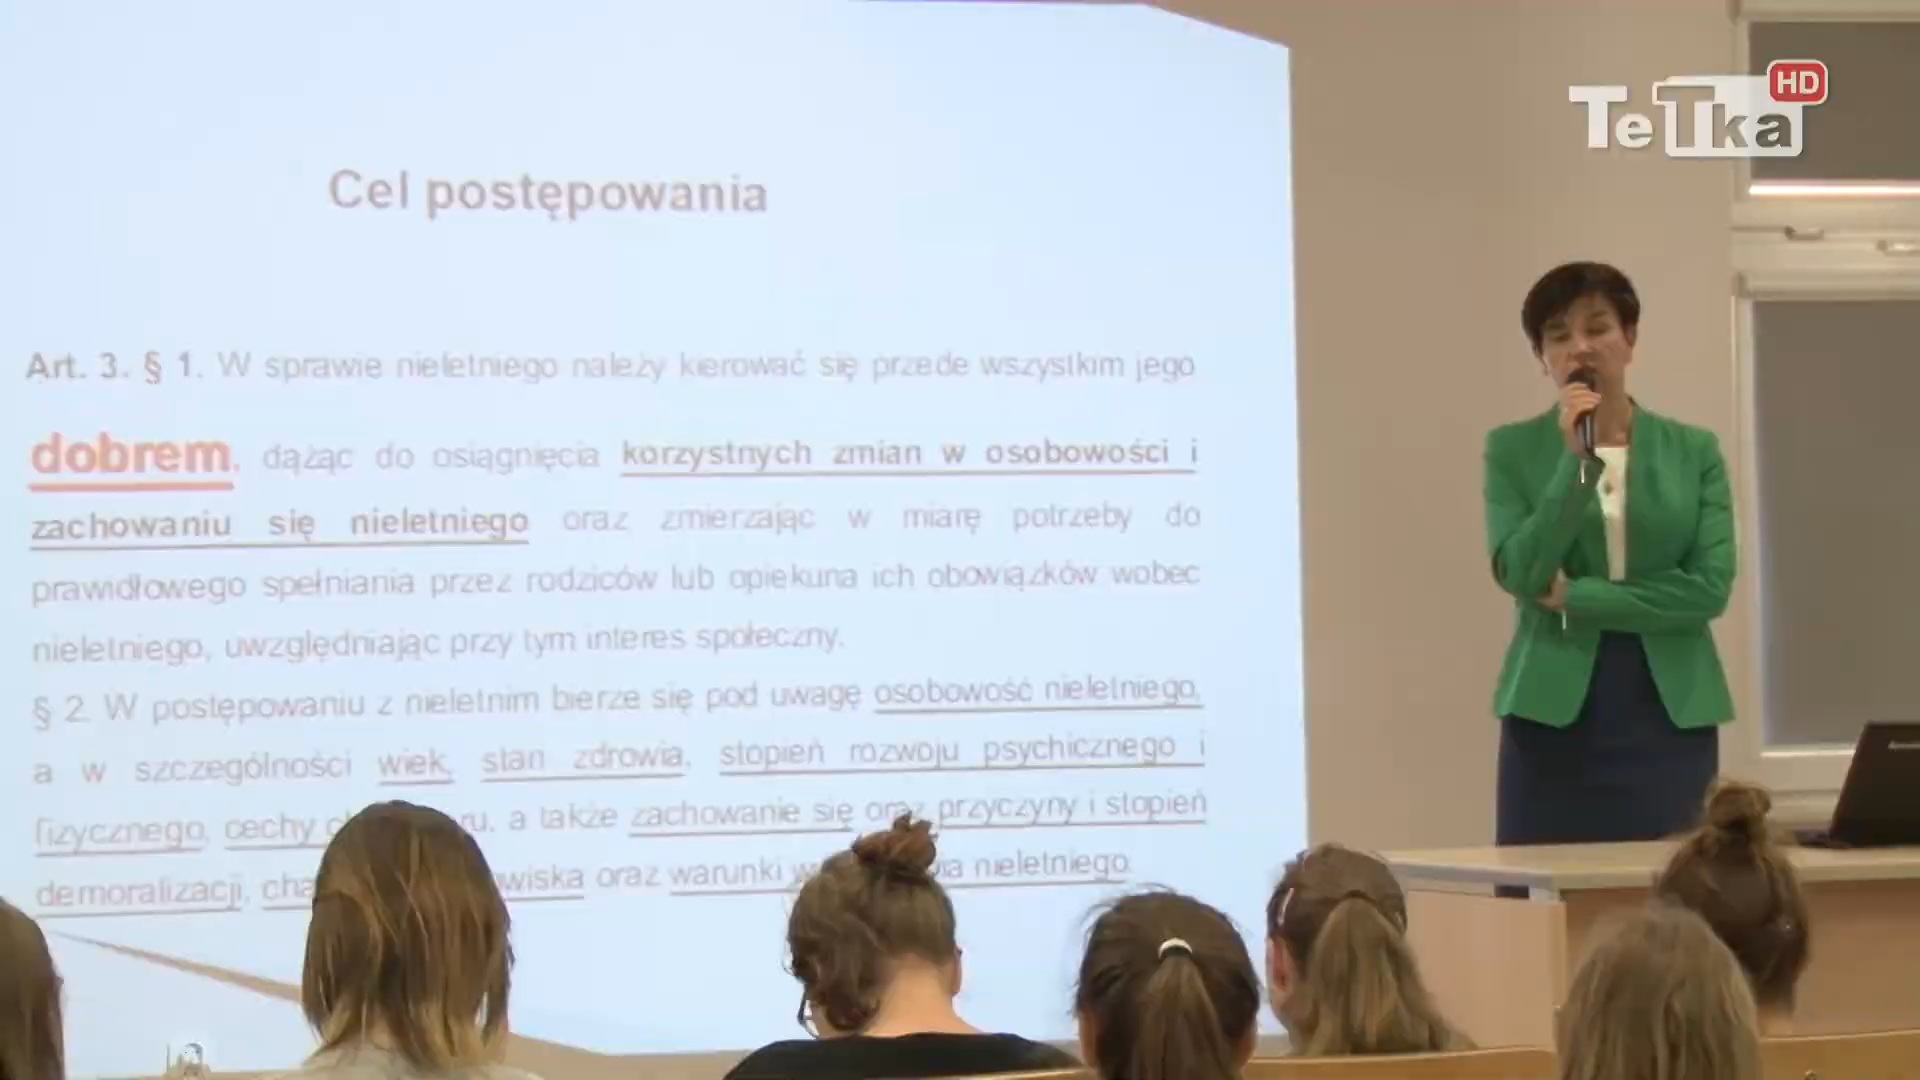 TeTka HD
Cel postępowania
Art. 3. § 1. W sprawie nieletniego należy kierować się przede wszystkim jego
dobrem, dążąc do osiągnięcia korzystnych zmian w osobowości i
zachowaniu się nieletniego oraz zmierzając w miarę potrzeby do
prawidłowego spełniania przez rodziców lub opiekuna ich obowiązków wobec
nieletniego, uwzględniając przy tym interes społeczny.
§ 2. W postępowaniu z nieletnim bierze się pod uwagę osobowość nieletniego,
a w szczególności wiek, stan zdrowia, stopień rozwoju psychicznego i
fizycznego, cechy a także zachowanie się oraz przyczyny i stopień
demoralizacji, oraz warunki nieletniego.